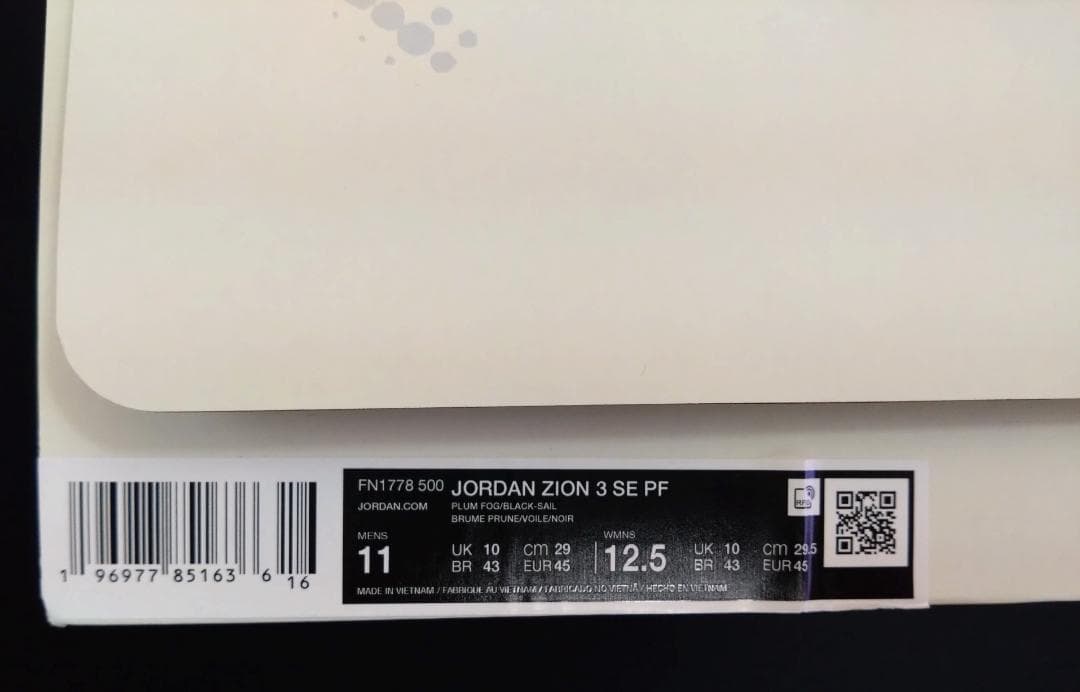 FN1778 500 JORDAN ZION 3 SE PF
JORDAN.COM PLUM FOG/BLACK-SAIL
BRUME PRUNE/VOILE/NOIR
MENS
11
UK 10 cm 29
BR 43 EUR 45
WMNS
12.5
UK 10 cm 29.5
BR 43 EUR 45
RFID
MADE IN VIETNAM / FABRIQUE AU VIETNAM / FABRICADO NO VIETNÃ / HECHO EN VIETNAM
1 96977 85163 6
16